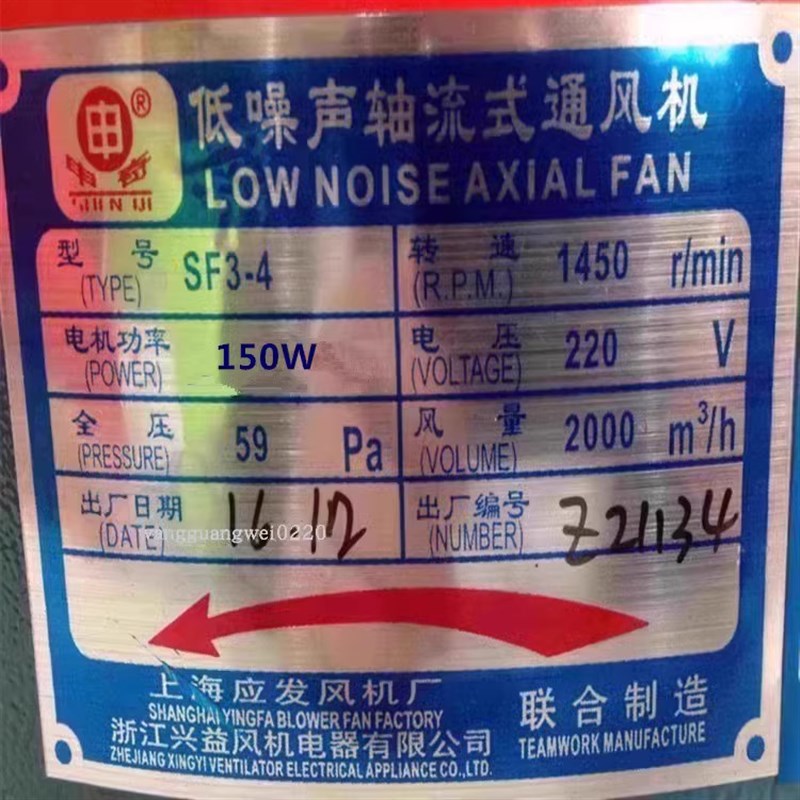 申
®
申奇
低噪声轴流式通风机
LOW NOISE AXIAL FAN
型号 SF3-4
(TYPE)
转速 1450 r/min
(R.P.M.)
电机功率 150W
(POWER)
电压 220 V
(VOLTAGE)
全压 59 Pa
(PRESSURE)
风量 2000 m³/h
(VOLUME)
出厂日期 16 12
(DATE)
yingguangwei0220
出厂编号 Z21134
(NUMBER)
上海应发风机厂
SHANGHAI YINGFA BLOWER FAN FACTORY
浙江兴益风机电器有限公司
ZHEJIANG XINGYI VENTILATOR ELECTRICAL APPLIANCE CO.,LTD.
联合制造
TEAMWORK MANUFACTURE